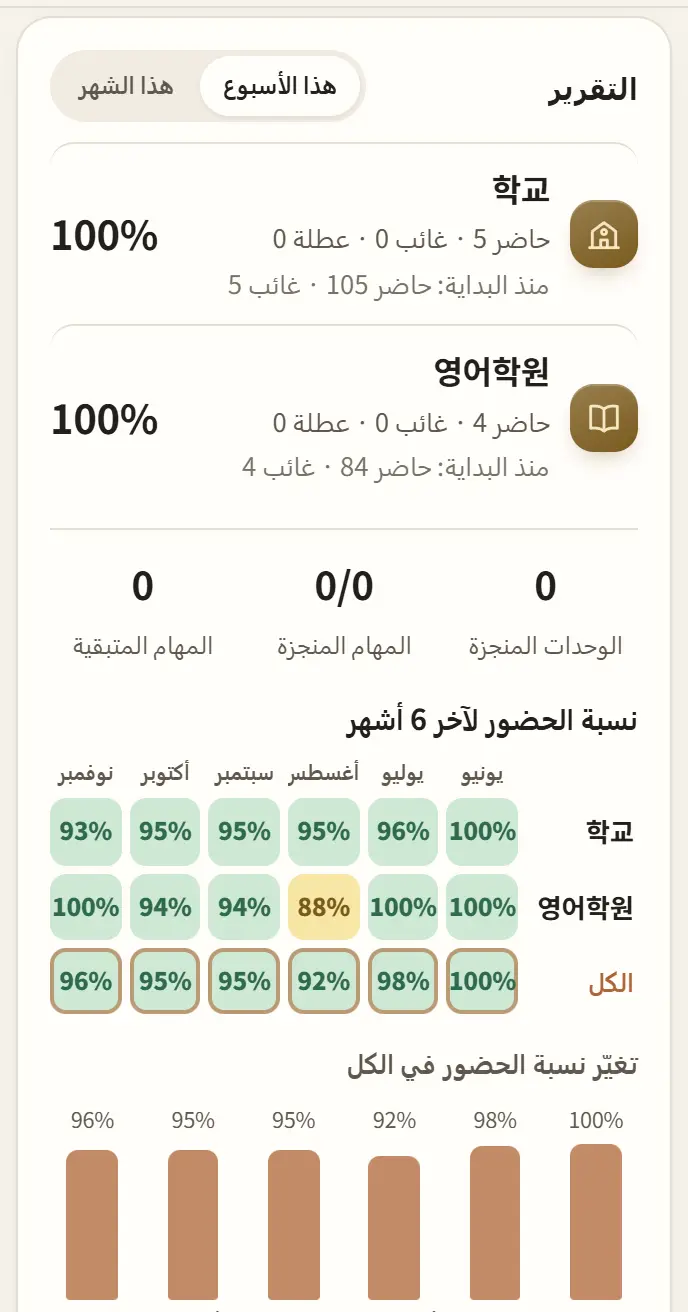 التقرير
هذا الأسبوع
هذا الشهر
학교
حاضر 5 · غائب 0 · عطلة 0
منذ البداية: حاضر 105 · غائب 5
100%
영어학원
حاضر 4 · غائب 0 · عطلة 0
منذ البداية: حاضر 84 · غائب 4
100%
0 0/0 0
الوحدات المنجزة المهام المنجزة المهام المتبقية
نسبة الحضور لآخر 6 أشهر
يونيو يوليو أغسطس سبتمبر أكتوبر نوفمبر
학교 100% 96% 95% 95% 95% 93%
영어학원 100% 100% 88% 94% 94% 100%
الكل 100% 98% 92% 95% 95% 96%
تغيّر نسبة الحضور في الكل
100% 98% 92% 95% 95% 96%